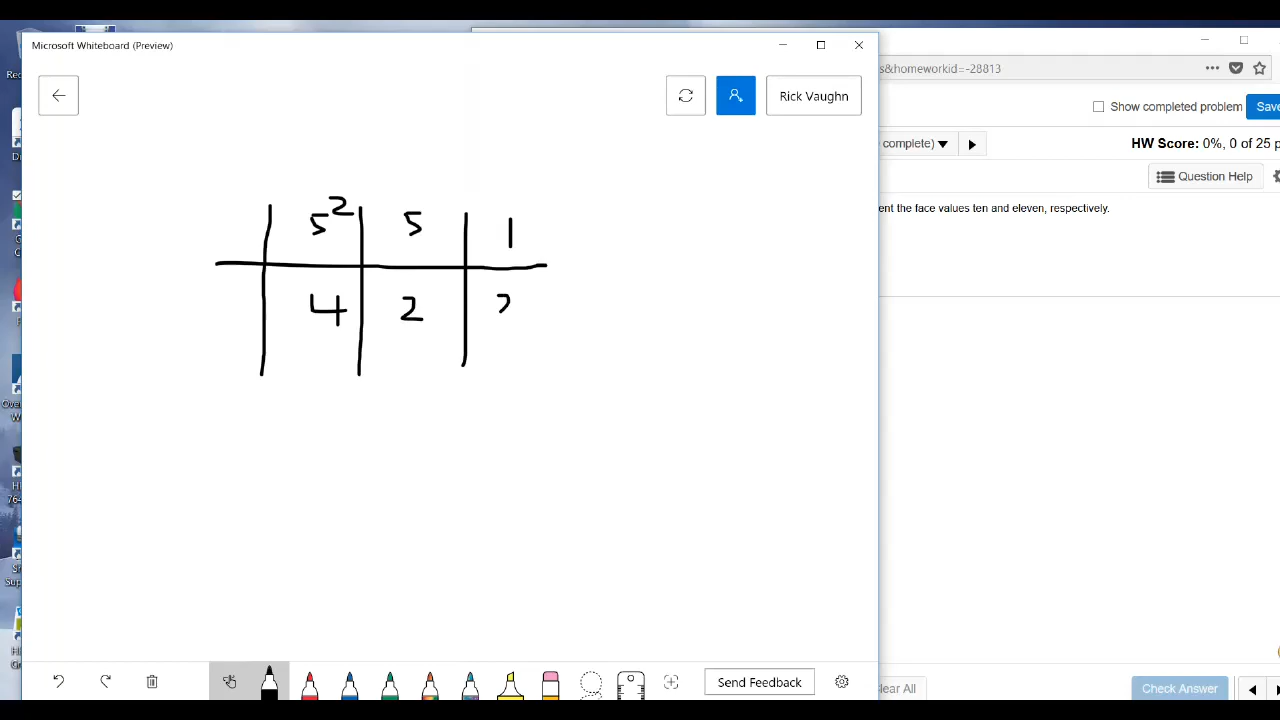 Microsoft Whiteboard (Preview)
s&homeworkid=-28813
Rick Vaughn
Show completed problem
Save
complete)
HW Score: 0%, 0 of 25 p
Question Help
ent the face values ten and eleven, respectively.
5² 5 1
4 2
Send Feedback
lear All
Check Answer